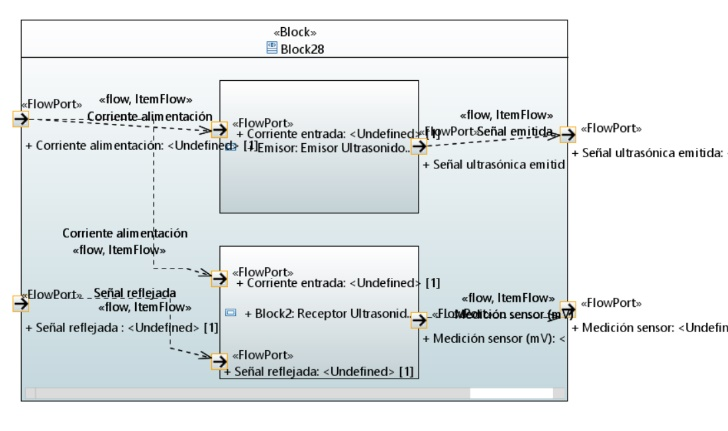 «Block»
Block28
«FlowPort»
«flow, ItemFlow»
Corriente alimentación
+ Corriente alimentación: <Undefined> [1]
«FlowPort»
+ Corriente entrada: <Undefined> [1]
Emisor: Emisor Ultrasonido..
«FlowPort»
«flow, ItemFlow»
Señal emitida
+ Señal ultrasónica emitid
«FlowPort»
+ Señal ultrasónica emitida:
Corriente alimentación
«flow, ItemFlow»
«FlowPort»
+ Corriente entrada: <Undefined> [1]
«FlowPort»
Señal reflejada
«flow, ItemFlow»
+ Señal reflejada : <Undefined> [1]
+ Block2: Receptor Ultrasonid..
«flow, ItemFlow»
Medición sensor (mV)
+ Medición sensor (mV): <
«FlowPort»
+ Medición sensor: <Undefin
«FlowPort»
+ Señal reflejada: <Undefined> [1]